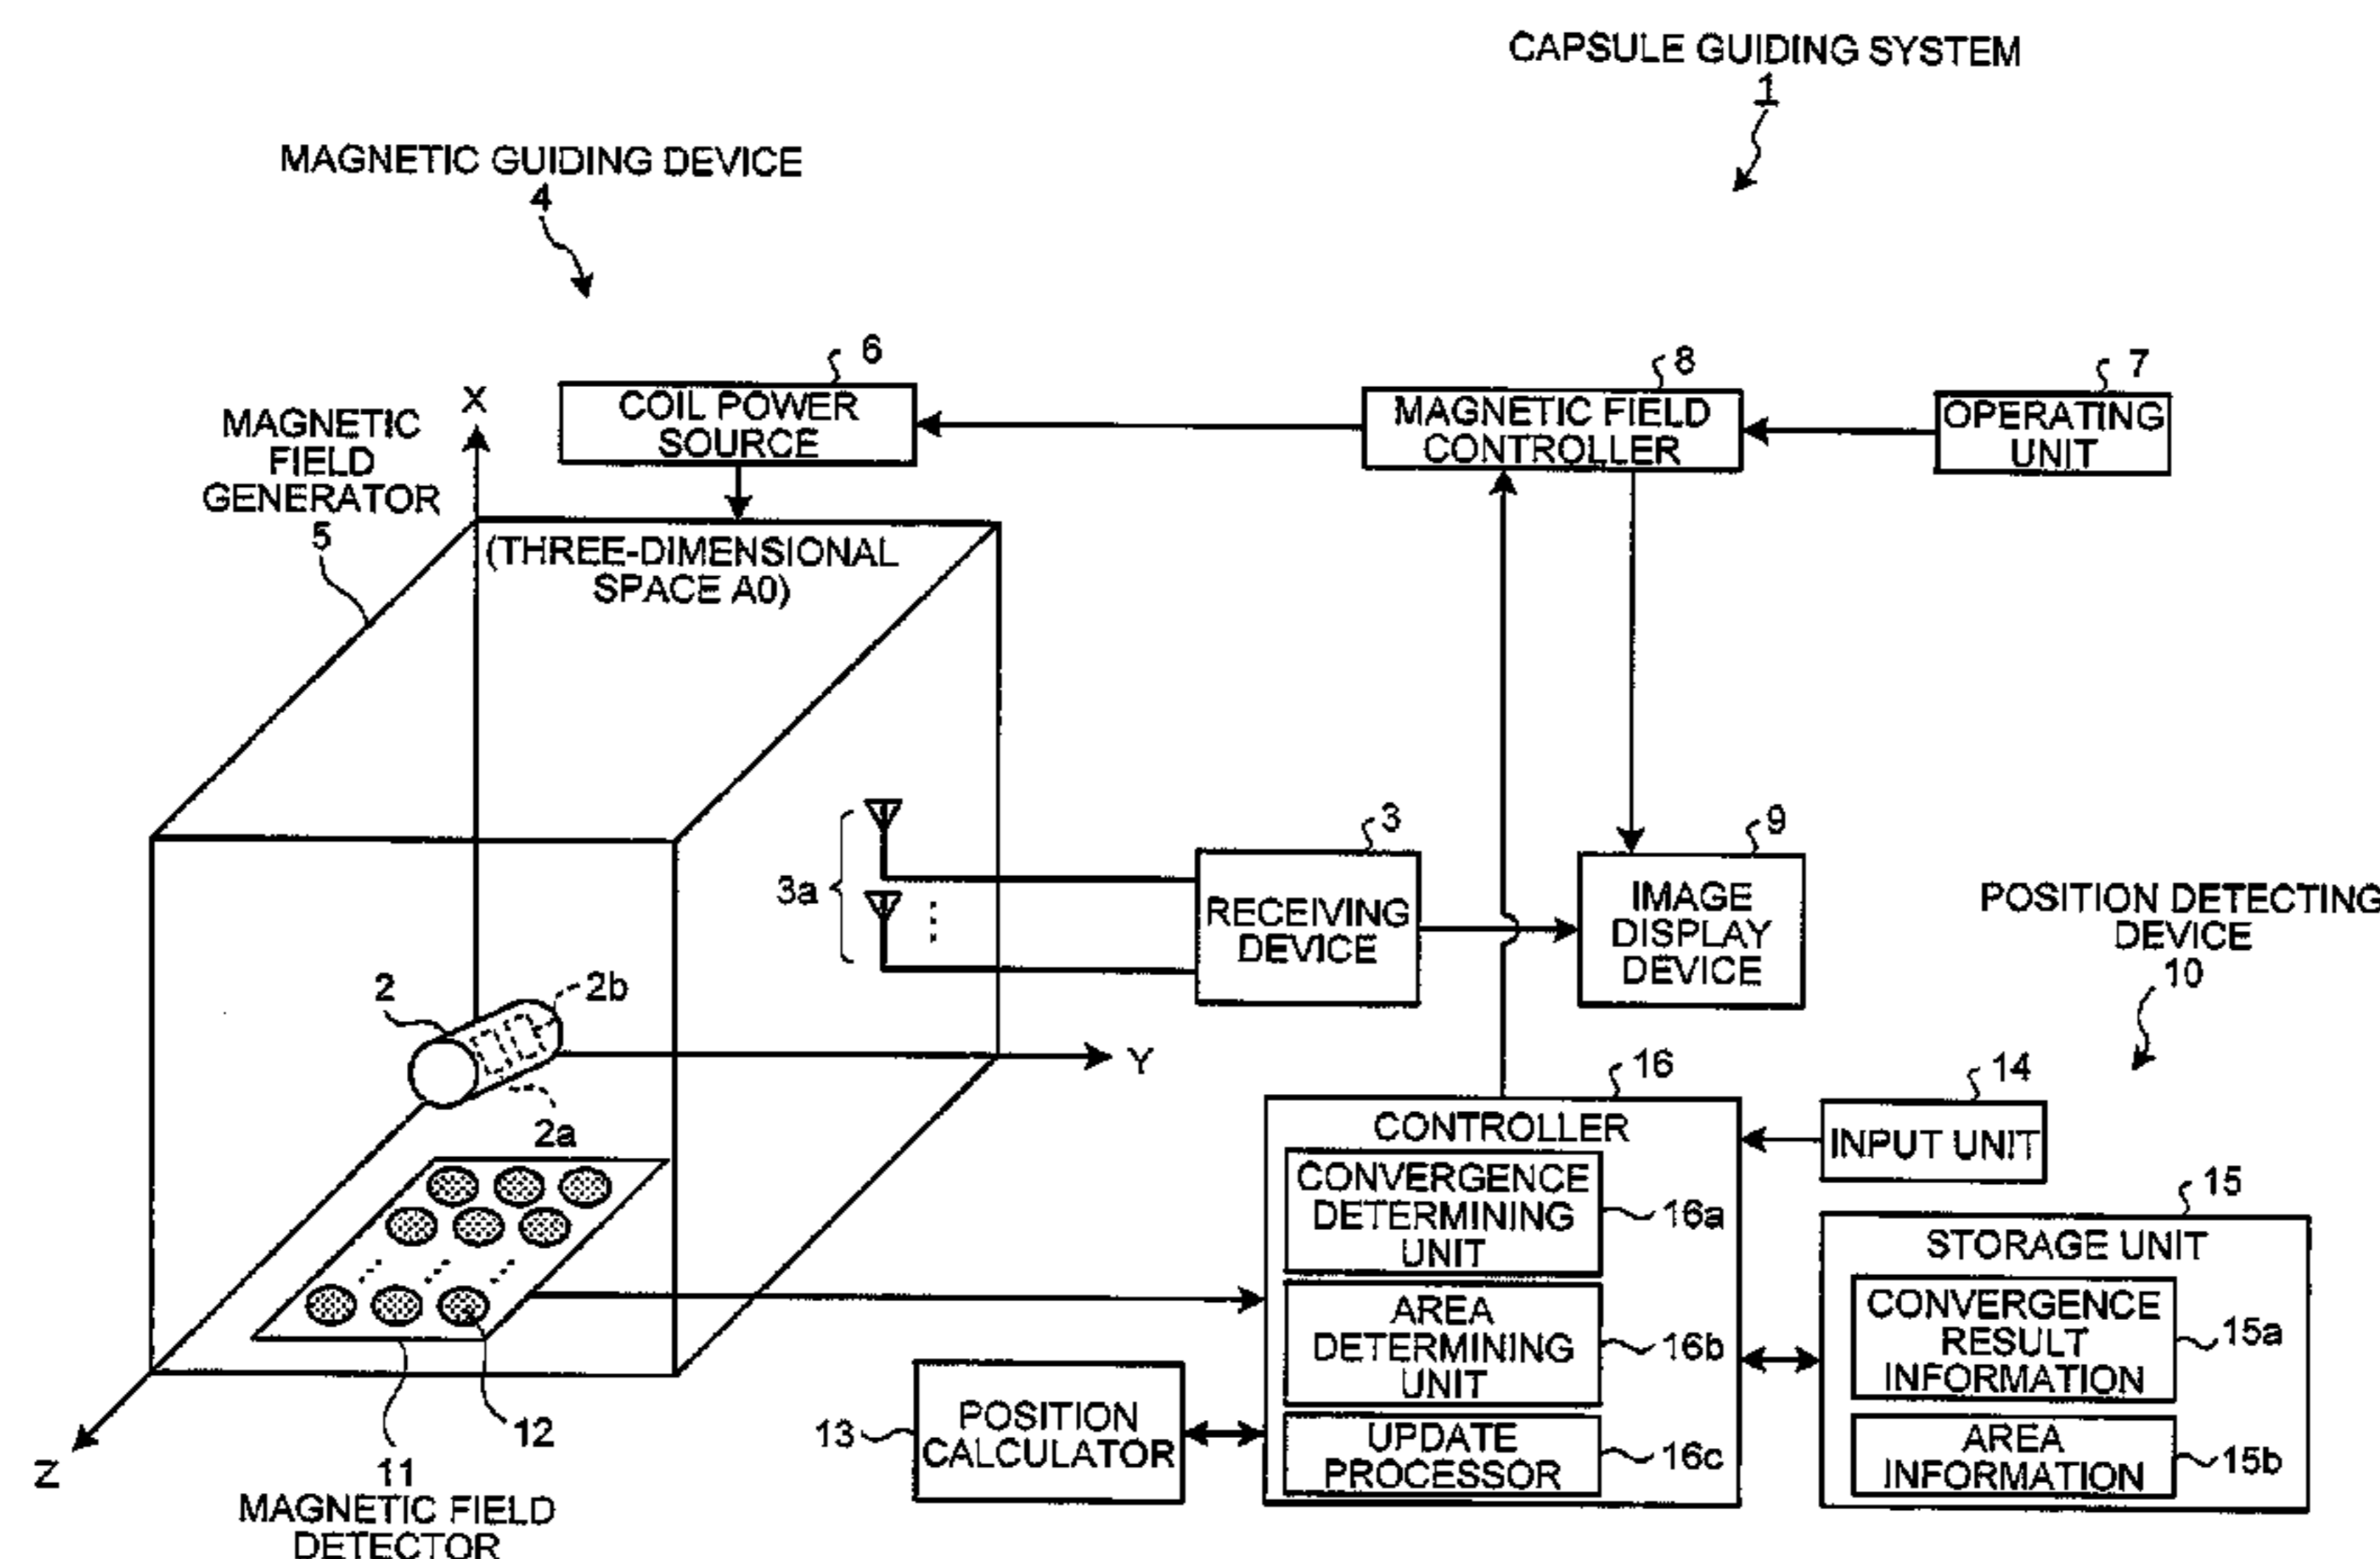 CAPSULE GUIDING SYSTEM
1
MAGNETIC GUIDING DEVICE
4
6
8
7
COIL POWER
SOURCE
MAGNETIC FIELD
CONTROLLER
OPERATING
UNIT
X
MAGNETIC
FIELD
GENERATOR
5
(THREE-DIMENSIONAL
SPACE A0)
3a
3
RECEIVING
DEVICE
9
IMAGE
DISPLAY
DEVICE
POSITION DETECTING
DEVICE
10
2
2b
2a
Y
Z
16
CONTROLLER
CONVERGENCE
DETERMINING
UNIT
16a
AREA
DETERMINING
UNIT
16b
UPDATE
PROCESSOR
16c
14
INPUT UNIT
15
STORAGE UNIT
CONVERGENCE
RESULT
INFORMATION
15a
AREA
INFORMATION
15b
13
POSITION
CALCULATOR
12
11
MAGNETIC FIELD
DETECTOR